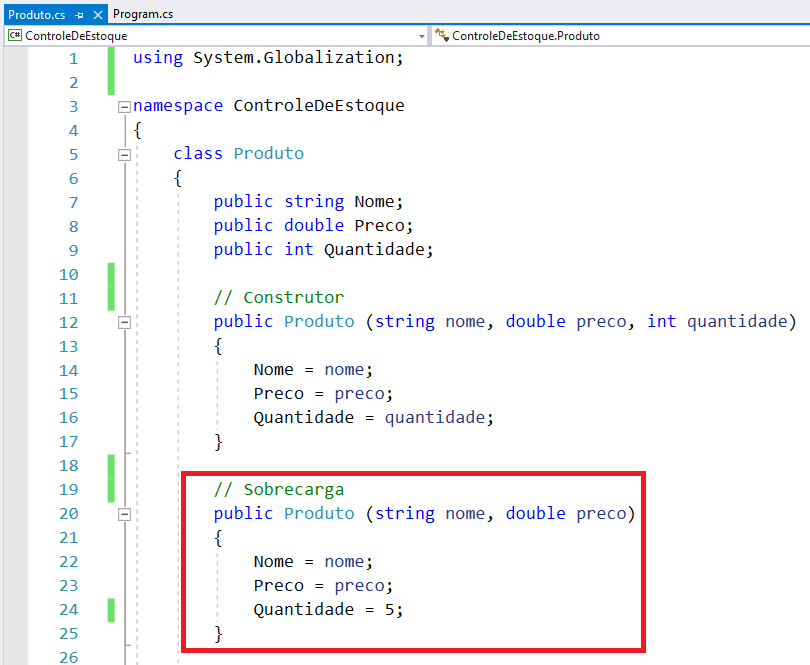 Produto.cs Program.cs
C# ControleDeEstoque ControleDeEstoque.Produto
1 using System.Globalization;
2
3 namespace ControleDeEstoque
4 {
5 class Produto
6 {
7 public string Nome;
8 public double Preco;
9 public int Quantidade;
10
11 // Construtor
12 public Produto (string nome, double preco, int quantidade)
13 {
14 Nome = nome;
15 Preco = preco;
16 Quantidade = quantidade;
17 }
18
19 // Sobrecarga
20 public Produto (string nome, double preco)
21 {
22 Nome = nome;
23 Preco = preco;
24 Quantidade = 5;
25 }
26